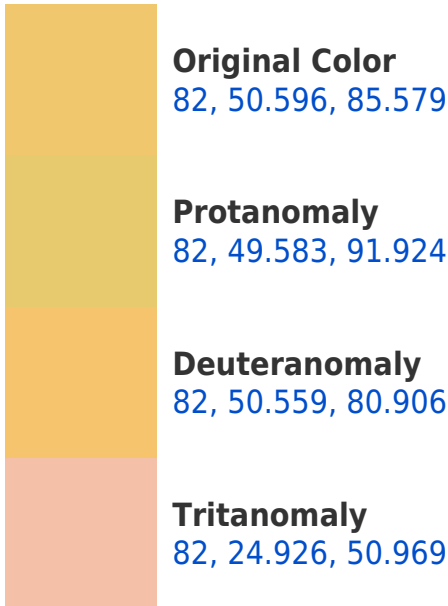 Original Color
82, 50.596, 85.579
Protanomaly
82, 49.583, 91.924
Deuteranomaly
82, 50.559, 80.906
Tritanomaly
82, 24.926, 50.969